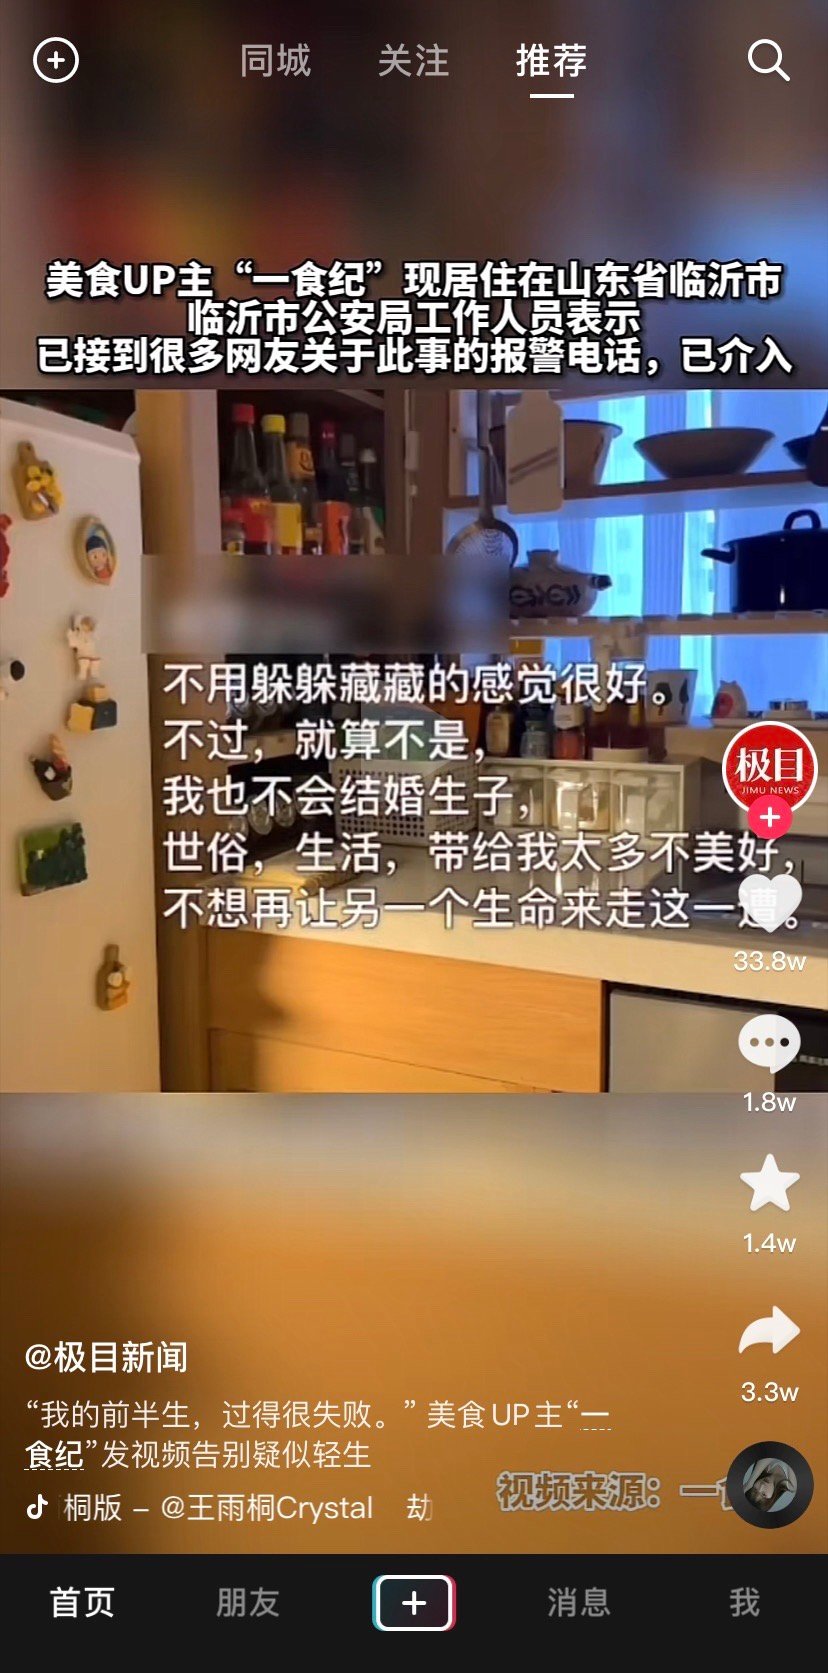 同城 关注 推荐
美食UP主“一食纪”现居住在山东省临沂市
临沂市公安局工作人员表示
已接到很多网友关于此事的报警电话，已介入
不用躲躲藏藏的感觉很好。
不过，就算不是，
我也不会结婚生子，
世俗，生活，带给我太多不美好，
不想再让另一个生命来走这一遭。
极目
JIMU NEWS
33.8w
1.8w
1.4w
3.3w
@极目新闻
“我的前半生，过得很失败。”美食UP主“一
食纪”发视频告别疑似轻生
桐版 – @王雨桐Crystal 劫
视频来源：一
首页 朋友 消息 我